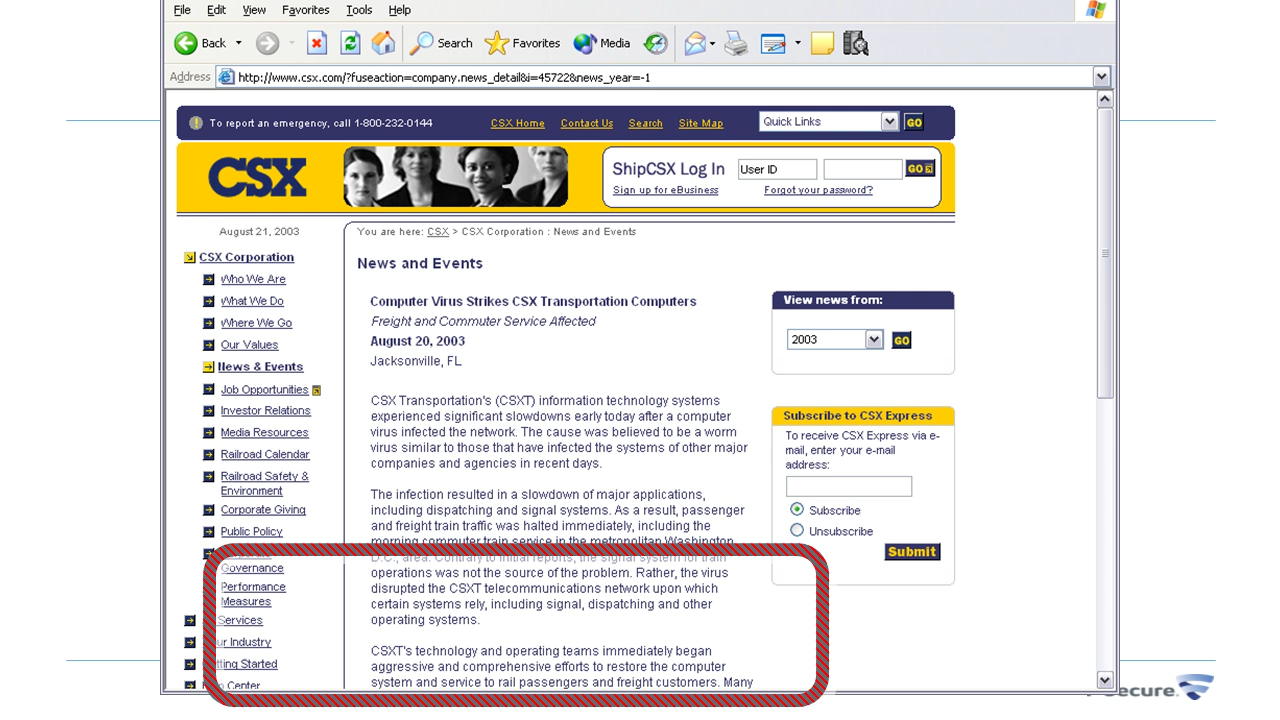 File Edit View Favorites Tools Help
Back Search Favorites Media
Address http://www.csx.com/?fuseaction=company.news_detail&i=45722&news_year=-1
To report an emergency, call 1-800-232-0144 CSX Home Contact Us Search Site Map Quick Links GO
CSX
ShipCSX Log In User ID GO
Sign up for eBusiness Forgot your password?
August 21, 2003
You are here: CSX > CSX Corporation : News and Events
CSX Corporation
Who We Are
What We Do
Where We Go
Our Values
News & Events
Job Opportunities
Investor Relations
Media Resources
Railroad Calendar
Railroad Safety &
Environment
Corporate Giving
Public Policy
Governance
Performance
Measures
Services
Our Industry
Getting Started
Center
News and Events
Computer Virus Strikes CSX Transportation Computers
Freight and Commuter Service Affected
August 20, 2003
Jacksonville, FL
CSX Transportation's (CSXT) information technology systems
experienced significant slowdowns early today after a computer
virus infected the network. The cause was believed to be a worm
virus similar to those that have infected the systems of other major
companies and agencies in recent days.
The infection resulted in a slowdown of major applications,
including dispatching and signal systems. As a result, passenger
and freight train traffic was halted immediately, including the
morning commuter train service in the metropolitan Washington
D.C., area. Contrary to initial reports, the signal system for train
operations was not the source of the problem. Rather, the virus
disrupted the CSXT telecommunications network upon which
certain systems rely, including signal, dispatching and other
operating systems.
CSXT's technology and operating teams immediately began
aggressive and comprehensive efforts to restore the computer
system and service to rail passengers and freight customers. Many
View news from:
2003 GO
Subscribe to CSX Express
To receive CSX Express via e-
mail, enter your e-mail
address:
Subscribe
Unsubscribe
Submit